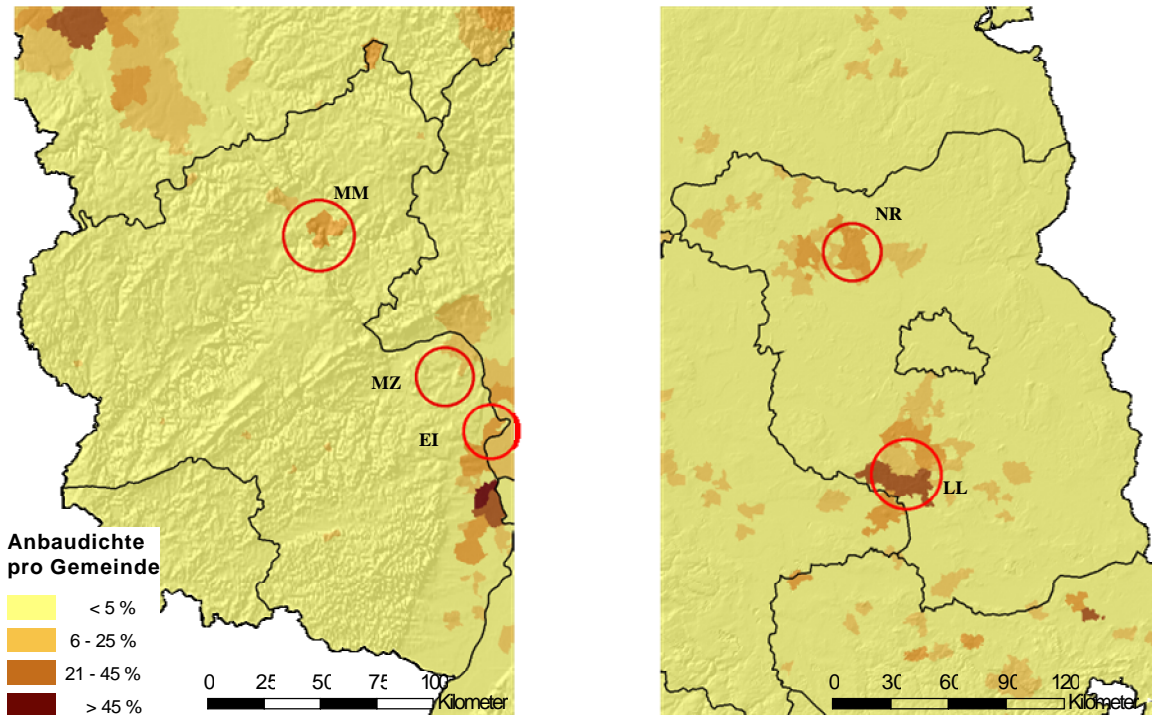 MM
MZ
EI
NR
LL
Anbaudichte
pro Gemeinde
< 5 %
6 - 25 %
21 - 45 %
> 45 %
0 25 50 75 100
Kilometer
0 30 60 90 120
Kilometer